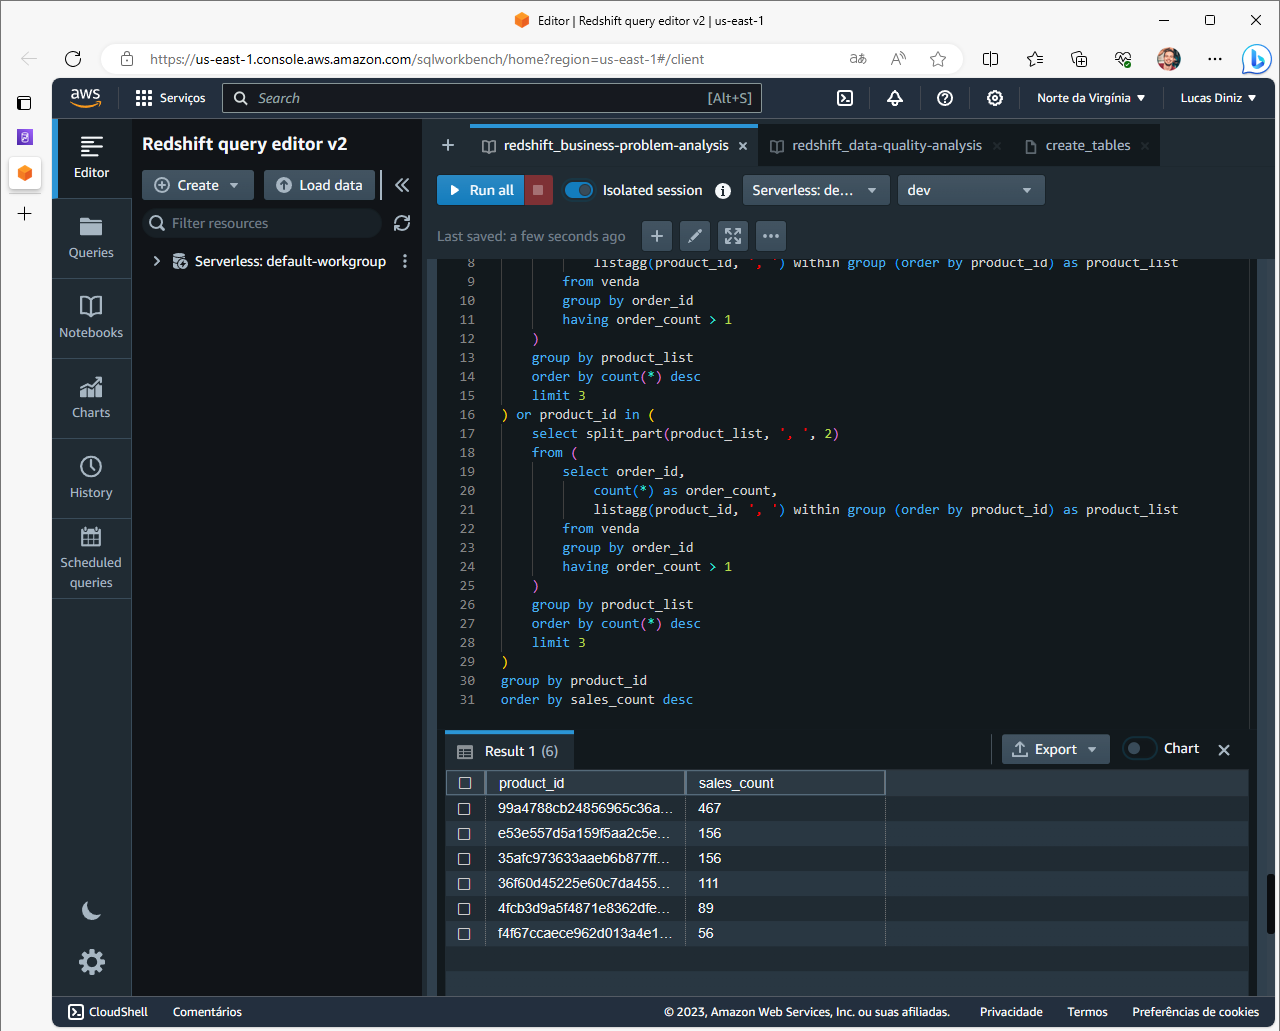 Editor | Redshift query editor v2 | us-east-1
https://us-east-1.console.aws.amazon.com/sqlworkbench/home?region=us-east-1#/client
aws
Serviços
Search
[Alt+S]
Norte da Virgínia
Lucas Diniz
Editor
Queries
Notebooks
Charts
History
Scheduled
queries
Redshift query editor v2
Create
Load data
Filter resources
Serverless: default-workgroup
redshift_business-problem-analysis
redshift_data-quality-analysis
create_tables
Run all
Isolated session
Serverless: de...
dev
Last saved: a few seconds ago
8 listagg(product_id, ', ') within group (order by product_id) as product_list
9 from venda
10 group by order_id
11 having order_count > 1
12 )
13 group by product_list
14 order by count(*) desc
15 limit 3
16 ) or product_id in (
17 select split_part(product_list, ', ', 2)
18 from (
19 select order_id,
20 count(*) as order_count,
21 listagg(product_id, ', ') within group (order by product_id) as product_list
22 from venda
23 group by order_id
24 having order_count > 1
25 )
26 group by product_list
27 order by count(*) desc
28 limit 3
29 )
30 group by product_id
31 order by sales_count desc
Result 1 (6)
Export
Chart
product_id sales_count
99a4788cb24856965c36a... 467
e53e557d5a159f5aa2c5e... 156
35afc973633aaeb6b877ff... 156
36f60d45225e60c7da455... 111
4fcb3d9a5f4871e8362dfe... 89
f4f67ccaece962d013a4e1... 56
CloudShell
Comentários
© 2023, Amazon Web Services, Inc. ou suas afiliadas.
Privacidade
Termos
Preferências de cookies